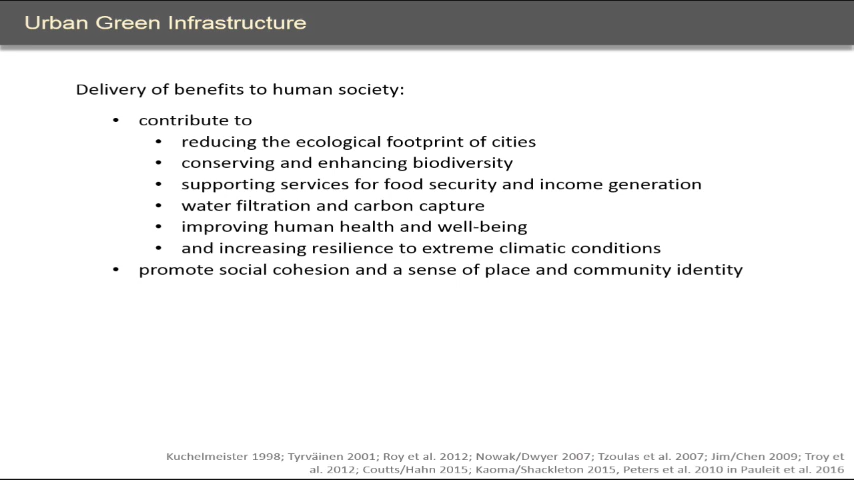 Urban Green Infrastructure
Delivery of benefits to human society:
• contribute to
• reducing the ecological footprint of cities
• conserving and enhancing biodiversity
• supporting services for food security and income generation
• water filtration and carbon capture
• improving human health and well-being
• and increasing resilience to extreme climatic conditions
• promote social cohesion and a sense of place and community identity
Kuchelmeister 1998; Tyrväinen 2001; Roy et al. 2012; Nowak/Dwyer 2007; Tzoulas et al. 2007; Jim/Chen 2009; Troy et
al. 2012; Coutts/Hahn 2015; Kaoma/Shackleton 2015, Peters et al. 2010 in Pauleit et al. 2016